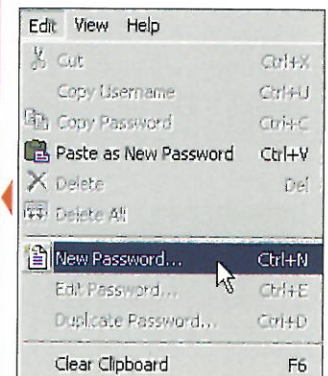 Edit View Help
Cut Ctrl+X
Copy Username Ctrl+U
Copy Password Ctrl+C
Paste as New Password Ctrl+V
Delete Del
Delete All
New Password... Ctrl+N
Edit Password... Ctrl+E
Duplicate Password... Ctrl+D
Clear Clipboard F6